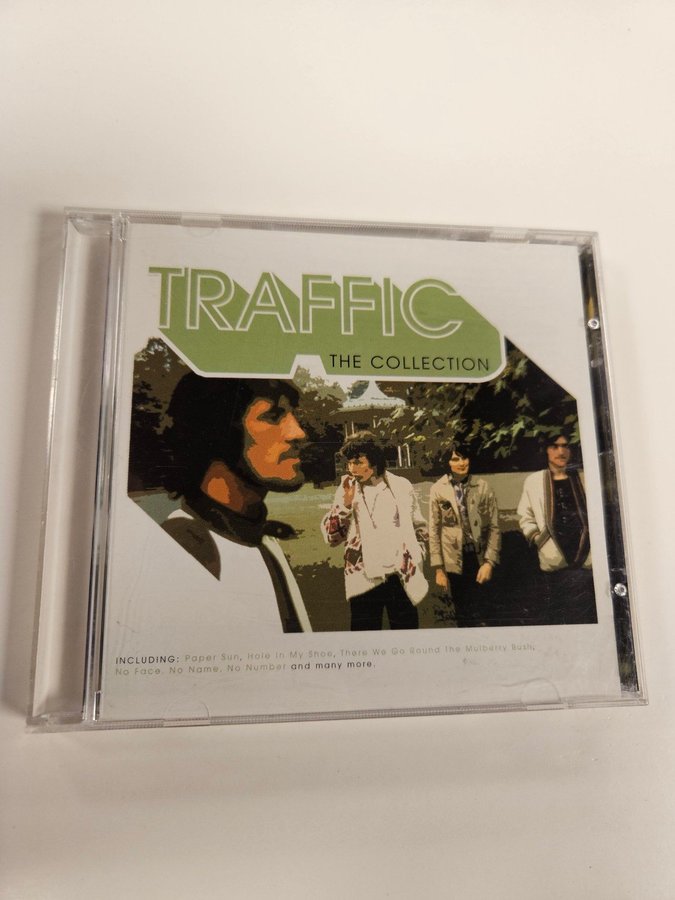 TRAFFIC
THE COLLECTION
INCLUDING: Paper Sun, Hole In My Shoe, There We Go Round The Mulberry Bush,
No Face, No Name, No Number and many more.